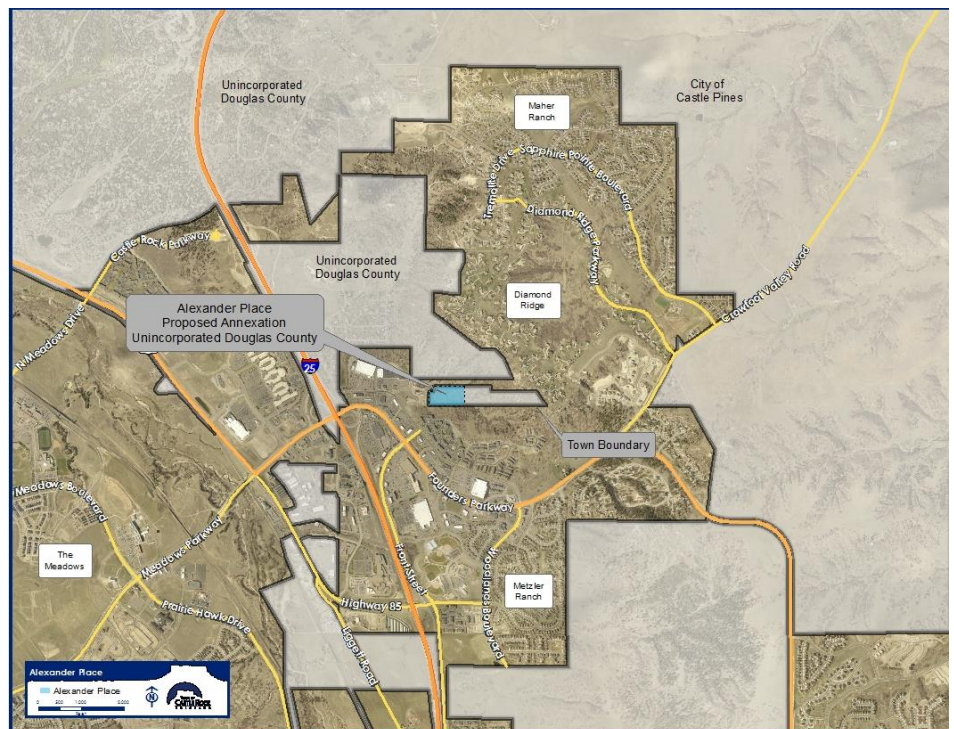 Unincorporated
Douglas County
City of
Castle Pines
Maher
Ranch
Tremolite Drive
Sapphire Pointe Boulevard
Diamond Ridge Parkway
Castle Rock Parkway
Unincorporated
Douglas County
Crowfoot Valley Road
Diamond
Ridge
N Meadows Drive
Alexander Place
Proposed Annexation
Unincorporated Douglas County
25
Town Boundary
Founders Parkway
Meadows Boulevard
Meadows Parkway
The
Meadows
Front Street
Woodlands Boulevard
Metzler
Ranch
Highway 85
Prairie Hawk Drive
Alexander Place
Alexander Place
N
CASTLE ROCK